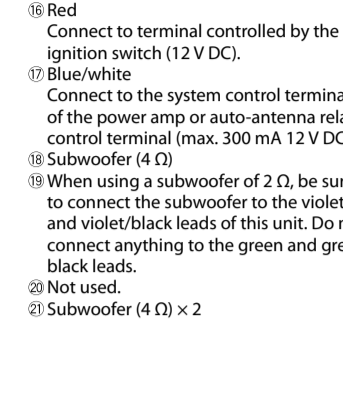 ⑯ Red
Connect to terminal controlled by the
ignition switch (12 V DC).
⑰ Blue/white
Connect to the system control termina
of the power amp or auto-antenna rela
control terminal (max. 300 mA 12 V DC
⑱ Subwoofer (4 Ω)
⑲ When using a subwoofer of 2 Ω, be sur
to connect the subwoofer to the violet
and violet/black leads of this unit. Do n
connect anything to the green and gre
black leads.
⑳ Not used.
㉑ Subwoofer (4 Ω) × 2